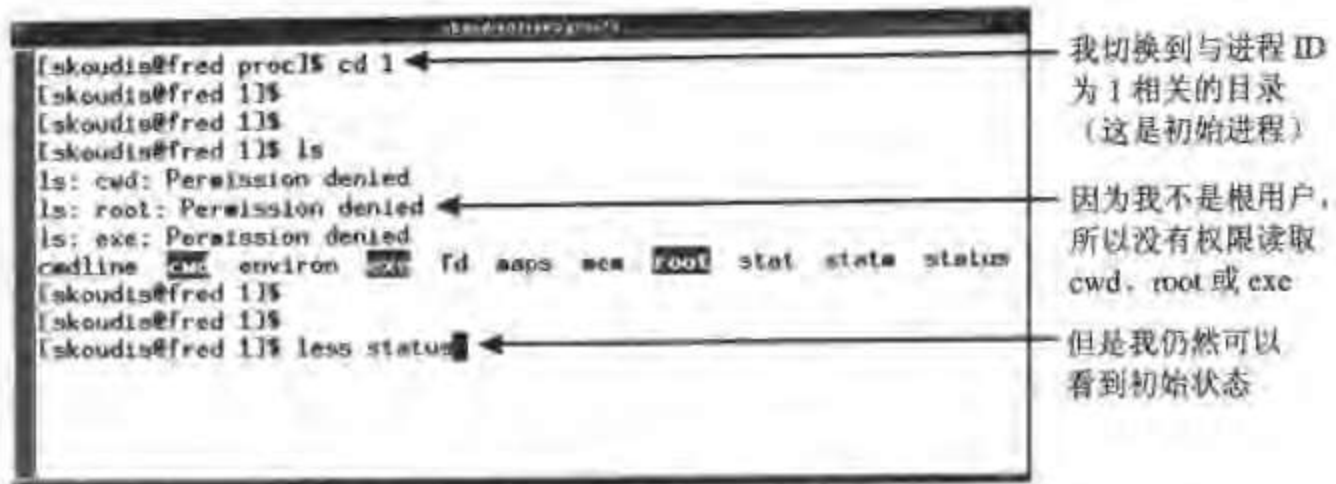 [skoudis@fred proc]$ cd 1
[skoudis@fred 1]$
[skoudis@fred 1]$
[skoudis@fred 1]$ ls
ls: cwd: Permission denied
ls: root: Permission denied
ls: exe: Permission denied
cmdline cwd environ exe fd maps mem root stat statm status
[skoudis@fred 1]$
[skoudis@fred 1]$
[skoudis@fred 1]$ less status
我切换到与进程 ID
为 1 相关的目录
（这是初始进程）
因为我不是根用户，
所以没有权限读取
cwd、root 或 exe
但是我仍然可以
看到初始状态